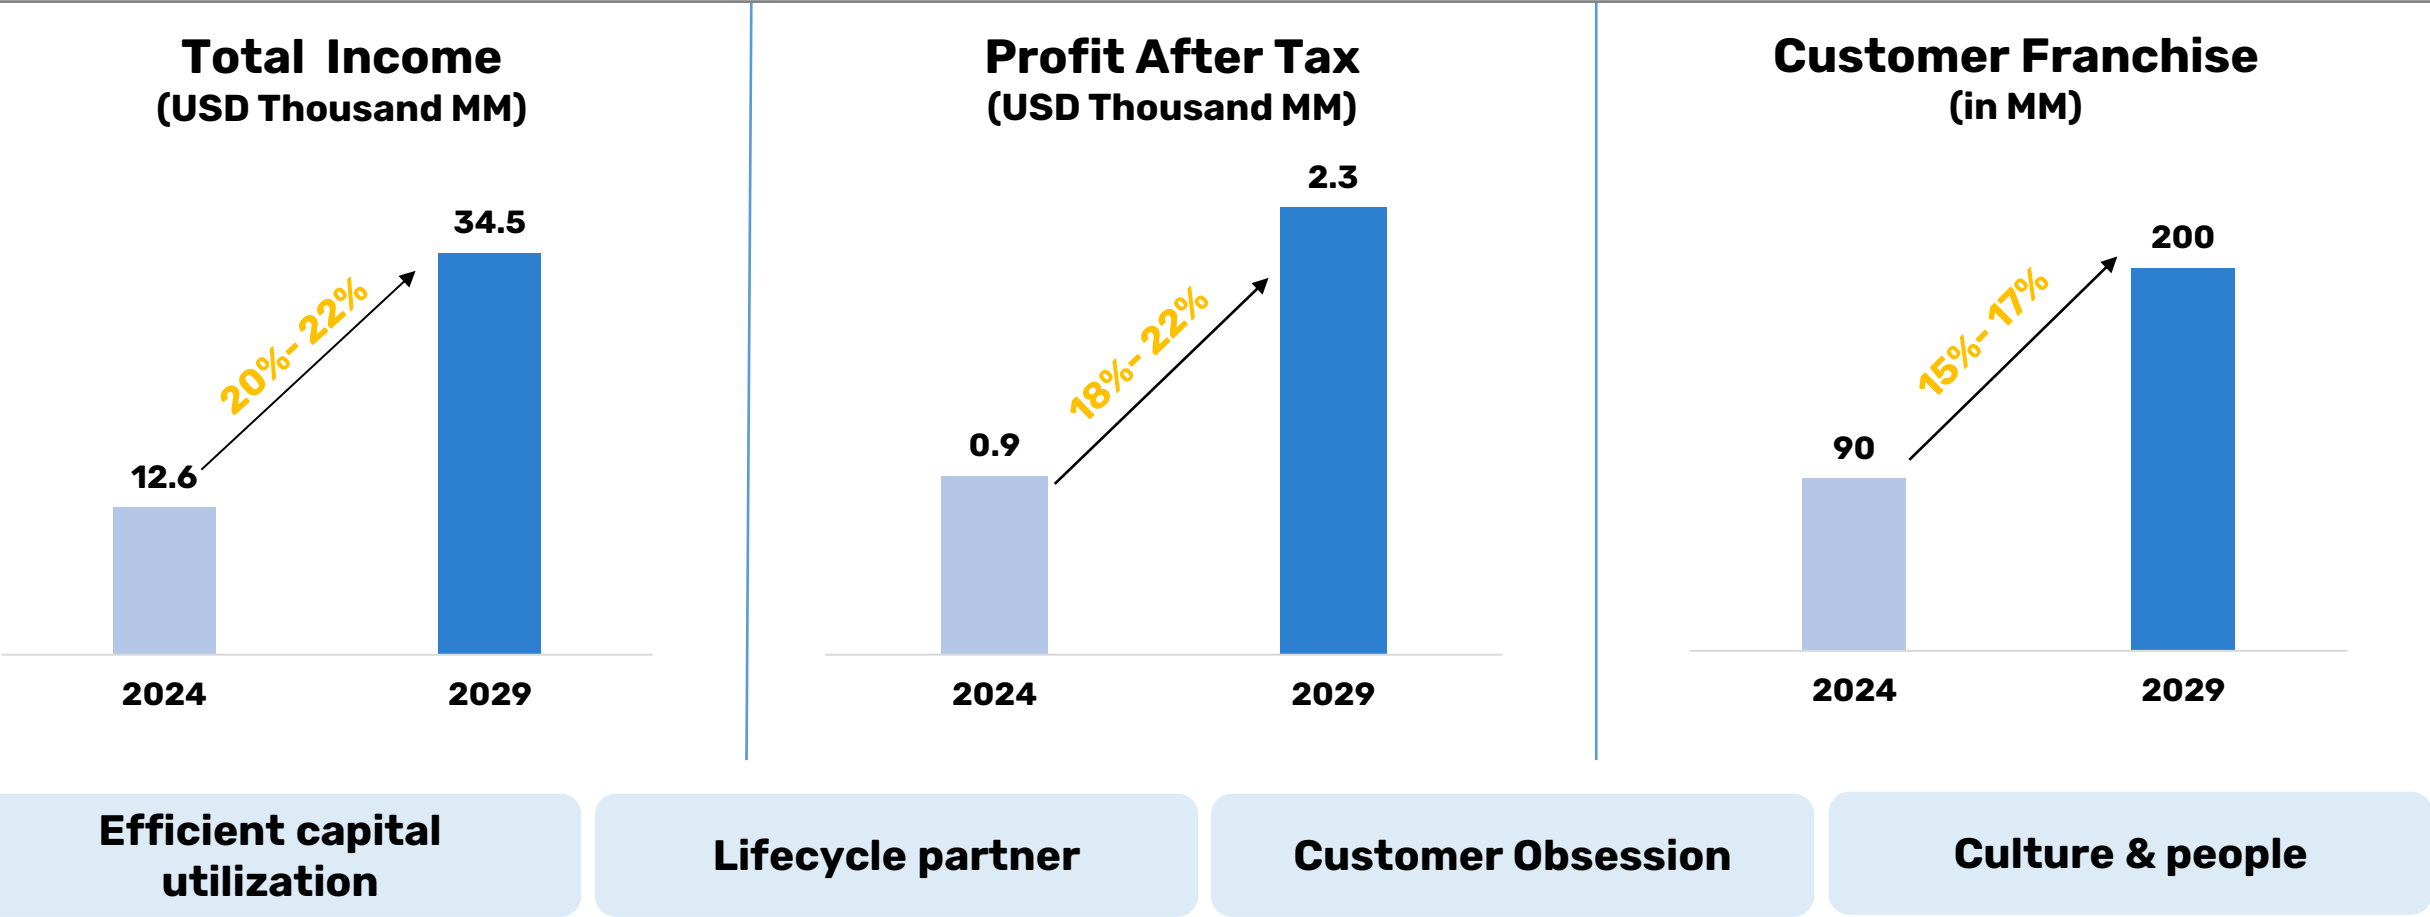 Total Income
(USD Thousand MM)
34.5
20%- 22%
12.6
2024
2029
Profit After Tax
(USD Thousand MM)
2.3
18%- 22%
0.9
2024
2029
Customer Franchise
(in MM)
200
15%- 17%
90
2024
2029
Efficient capital
utilization
Lifecycle partner
Customer Obsession
Culture & people